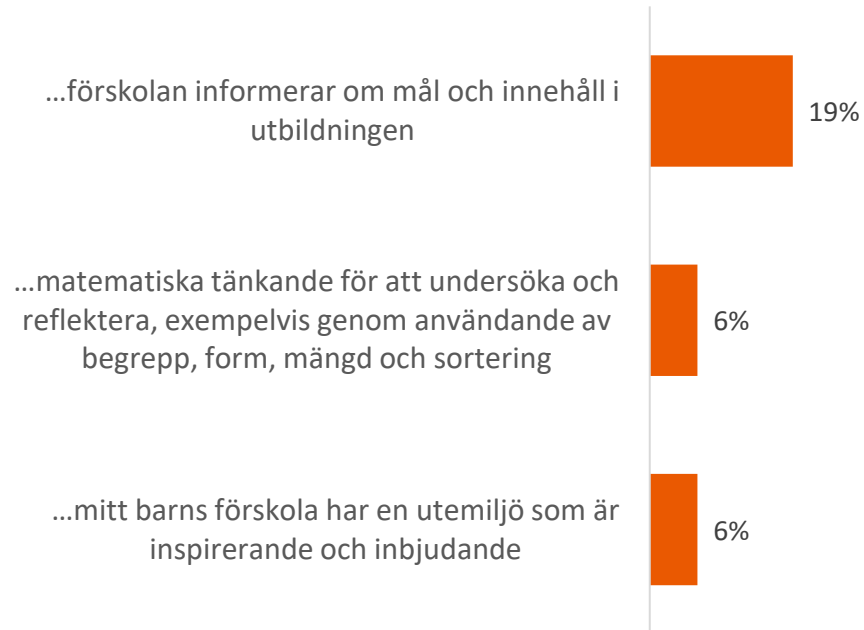 …förskolan informerar om mål och innehåll i
utbildningen
19%
…matematiska tänkande för att undersöka och
reflektera, exempelvis genom användande av
begrepp, form, mängd och sortering
6%
…mitt barns förskola har en utemiljö som är
inspirerande och inbjudande
6%